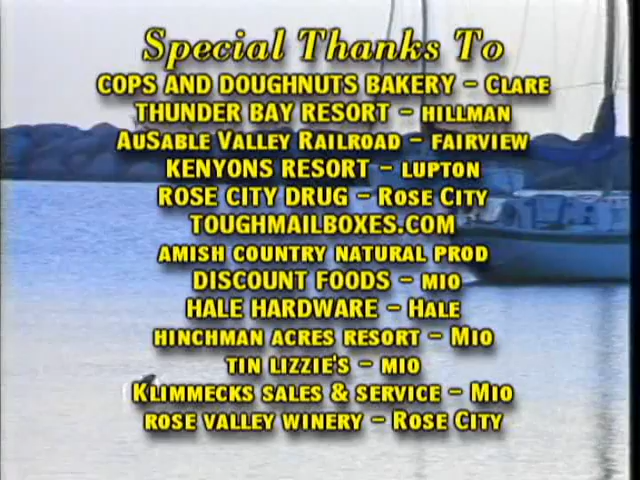 Special Thanks To
COPS AND DOUGHNUTS BAKERY - CLARE
THUNDER BAY RESORT - HILLMAN
AUSABLE VALLEY RAILROAD - FAIRVIEW
KENYONS RESORT - LUPTON
ROSE CITY DRUG - ROSE CITY
TOUGHMAILBOXES.COM
AMISH COUNTRY NATURAL PROD
DISCOUNT FOODS - MIO
HALE HARDWARE - HALE
HINCHMAN ACRES RESORT - MIO
TIN LIZZIE'S - MIO
KLIMMECKS SALES & SERVICE - MIO
ROSE VALLEY WINERY - ROSE CITY